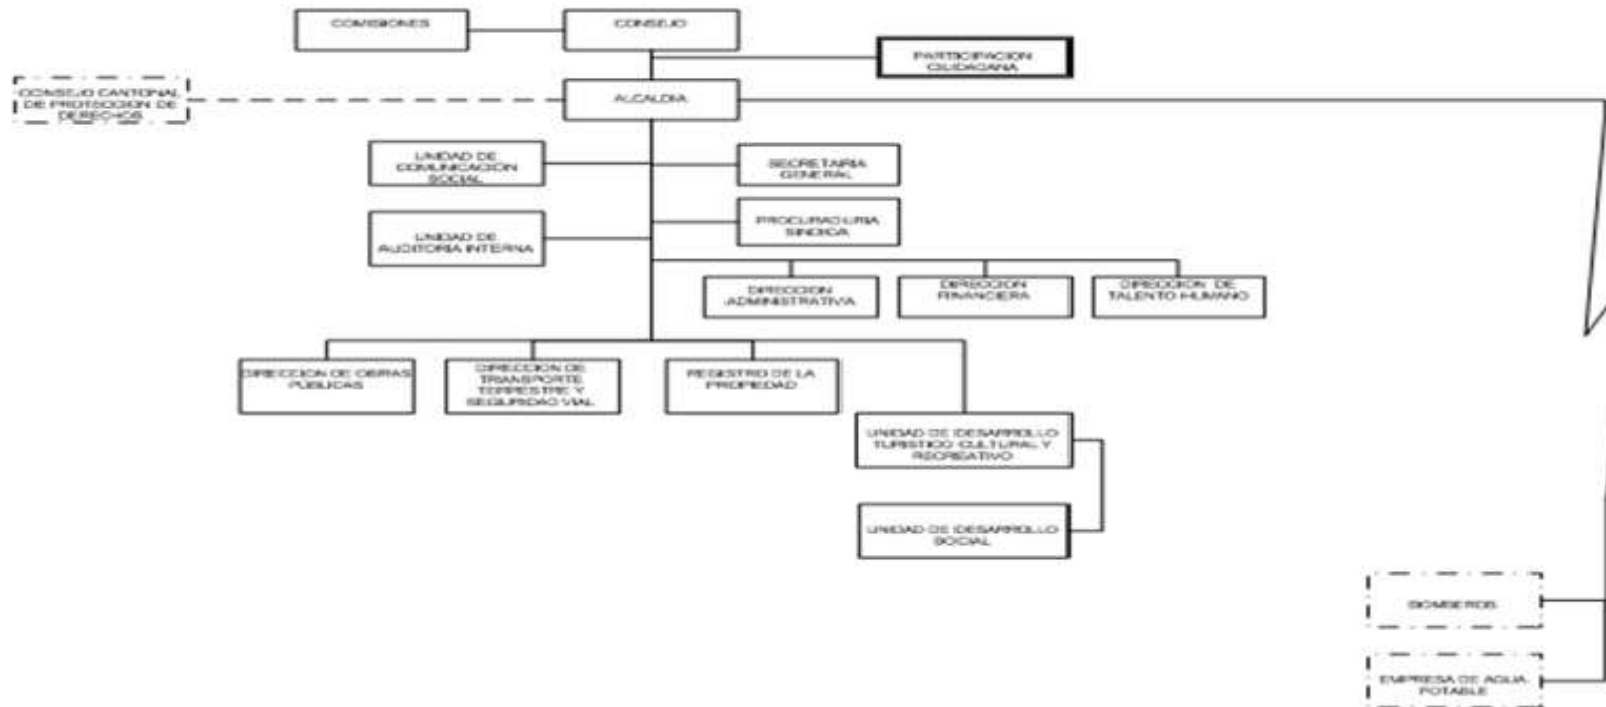 COMISIONES
CONSEJO
PARTICIPACION
CIUDADANA
CONSEJO CANTONAL
DE PROTECCION DE
DERECHOS
ALCALDIA
UNIDAD DE
COMUNICACIÓN
SOCIAL
SECRETARIA
GENERAL
UNIDAD DE
AUDITORIA INTERNA
PROCURADURIA
SINDICA
DIRECCION
ADMINISTRATIVA
DIRECCION
FINANCIERA
DIRECCION DE
TALENTO HUMANO
DIRECCION DE OBRAS
PÚBLICAS
DIRECCION DE
TRANSPORTE
TERRESTRE Y
SEGURIDAD VIAL
REGISTRO DE LA
PROPIEDAD
UNIDAD DE DESARROLLO
TURISTICO CULTURAL Y
RECREATIVO
UNIDAD DE DESARROLLO
SOCIAL
BOMBEROS
EMPRESA DE AGUA
POTABLE